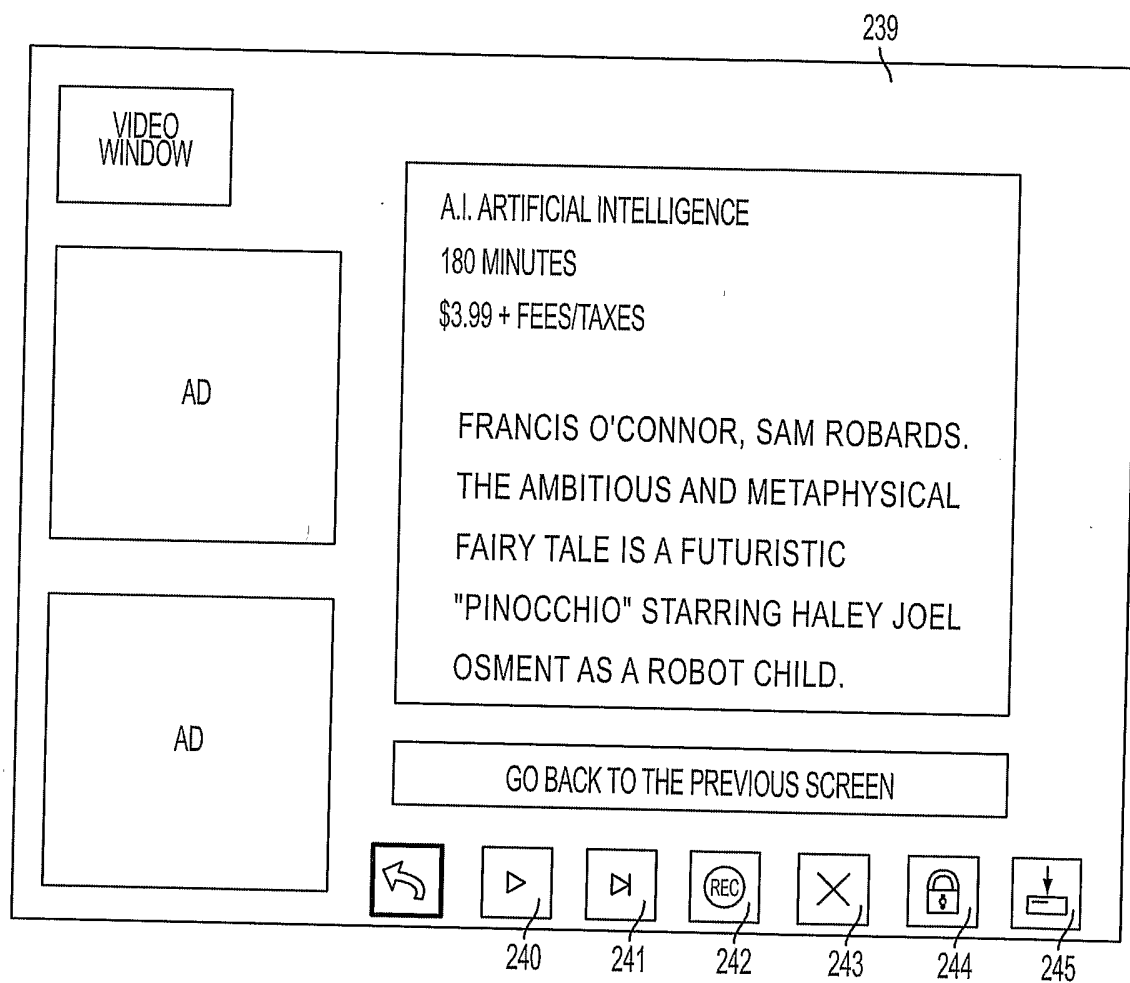 239
VIDEO
WINDOW
A.I. ARTIFICIAL INTELLIGENCE
180 MINUTES
$3.99 + FEES/TAXES
AD
FRANCIS O'CONNOR, SAM ROBARDS.
THE AMBITIOUS AND METAPHYSICAL
FAIRY TALE IS A FUTURISTIC
"PINOCCHIO" STARRING HALEY JOEL
OSMENT AS A ROBOT CHILD.
AD
GO BACK TO THE PREVIOUS SCREEN
REC
240 241 242 243 244 245